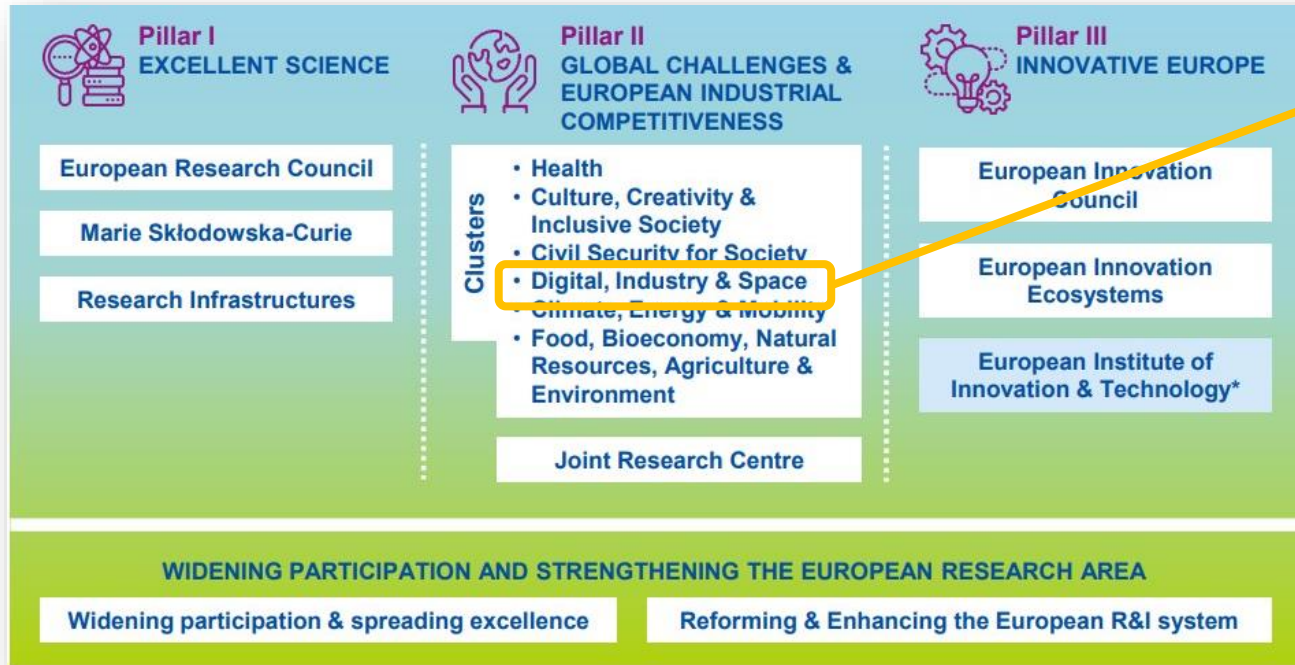 Pillar I
EXCELLENT SCIENCE
European Research Council
Marie Skłodowska-Curie
Research Infrastructures
Pillar II
GLOBAL CHALLENGES &
EUROPEAN INDUSTRIAL
COMPETITIVENESS
Clusters
• Health
• Culture, Creativity &
Inclusive Society
• Civil Security for Society
• Digital, Industry & Space
• Climate, Energy & Mobility
• Food, Bioeconomy, Natural
Resources, Agriculture &
Environment
Joint Research Centre
Pillar III
INNOVATIVE EUROPE
European Innovation
Council
European Innovation
Ecosystems
European Institute of
Innovation & Technology*
WIDENING PARTICIPATION AND STRENGTHENING THE EUROPEAN RESEARCH AREA
Widening participation & spreading excellence
Reforming & Enhancing the European R&I system